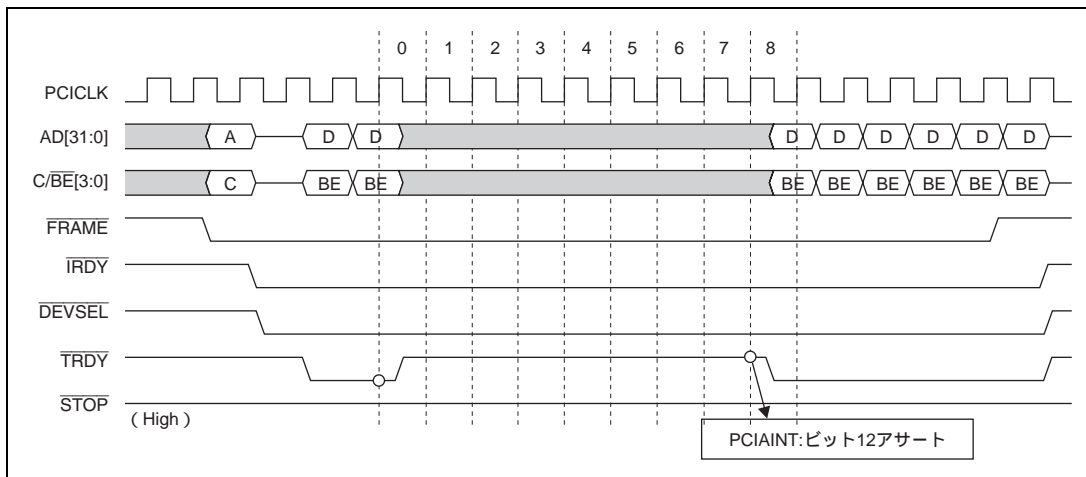 0 1 2 3 4 5 6 7 8
PCICLK
AD[31:0] A D D D D D D D D
C/BE[3:0] C BE BE BE BE BE BE BE BE
FRAME
IRDY
DEVSEL
TRDY
STOP
(High)
PCIAINT:ビット12アサート